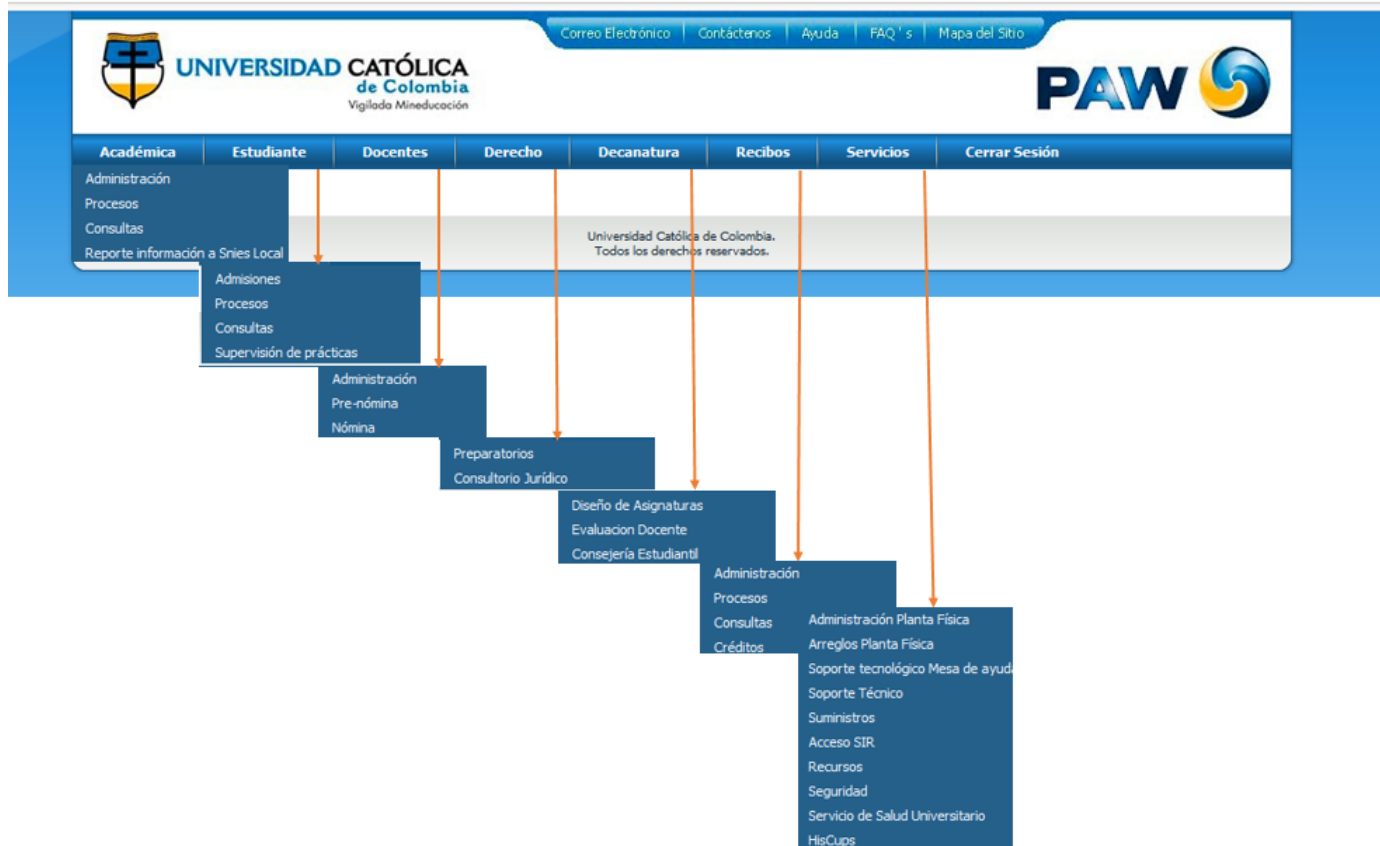 Correo Electrónico Contáctenos Ayuda FAQ ' s Mapa del Sitio
UNIVERSIDAD CATÓLICA
de Colombia
Vigilada Mineducación
PAW
Académica Estudiante Docentes Derecho Decanatura Recibos Servicios Cerrar Sesión
Administración
Procesos
Consultas
Reporte información a Snies Local
Universidad Católica de Colombia.
Todos los derechos reservados.
Admisiones
Procesos
Consultas
Supervisión de prácticas
Administración
Pre-nómina
Nómina
Preparatorios
Consultorio Jurídico
Diseño de Asignaturas
Evaluacion Docente
Consejería Estudiantil
Administración
Procesos
Consultas
Créditos
Administración Planta Física
Arreglos Planta Física
Soporte tecnológico Mesa de ayuda
Soporte Técnico
Suministros
Acceso SIR
Recursos
Seguridad
Servicio de Salud Universitario
HisCups